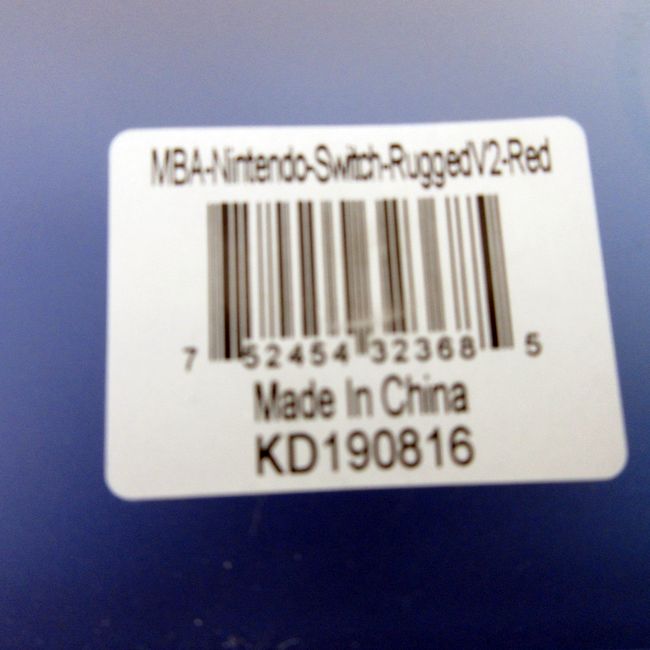 MBA-Nintendo-Switch-RuggedV2-Red
7 52454 32368 5
Made In China
KD190816